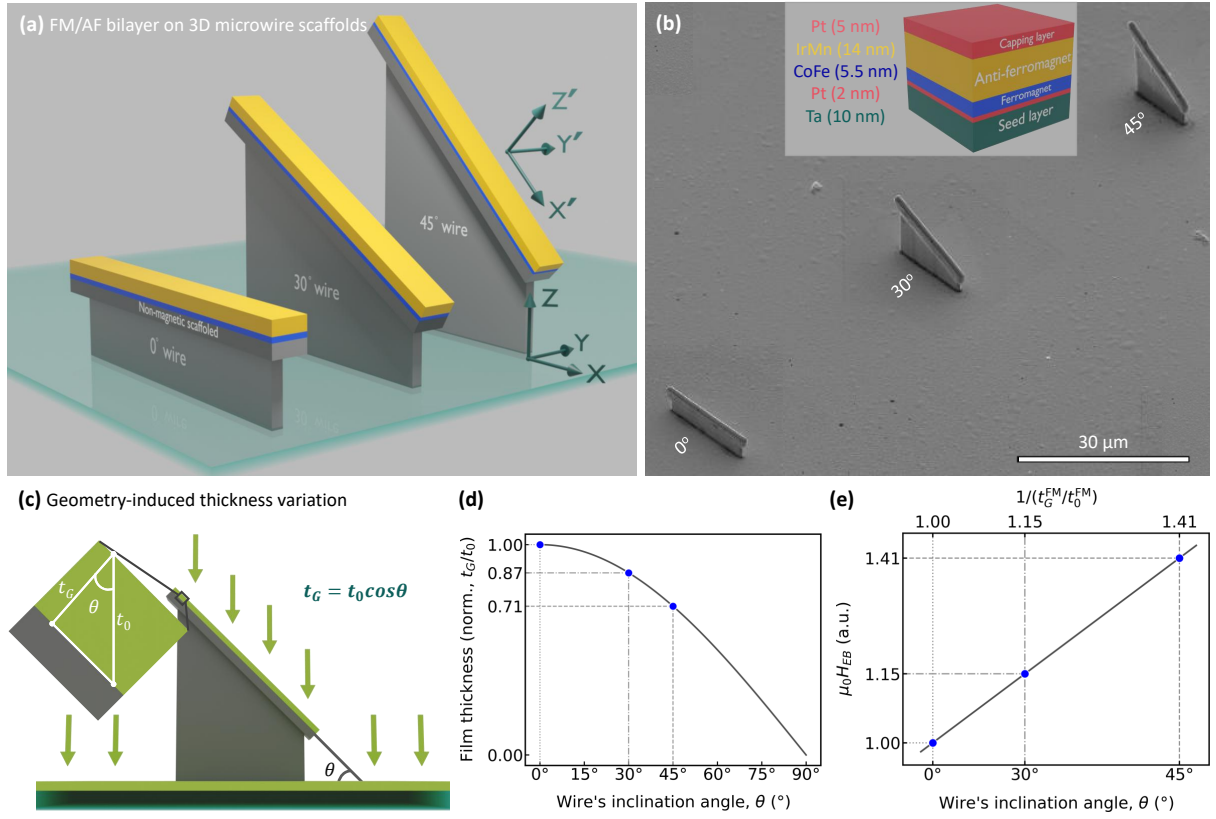 (a) FM/AF bilayer on 3D microwire scaffolds
Z′
Y′
X′
45° wire
30° wire
Non-magnetic scaffoled
0° wire
Z
Y
X
(b)
Pt (5 nm)
IrMn (14 nm)
CoFe (5.5 nm)
Pt (2 nm)
Ta (10 nm)
Capping layer
Anti-ferromagnet
Ferromagnet
Seed layer
45°
30°
0°
30 μm
(c) Geometry-induced thickness variation
t_G
θ
t_0
t_G = t_0cosθ
θ
(d)
Film thickness (norm., t_G/t_0)
1.00
0.87
0.71
0.00
0° 15° 30° 45° 60° 75° 90°
Wire's inclination angle, θ (°)
(e)
1/(t_G^FM/t_0^FM)
1.00 1.15 1.41
μ_0H_EB (a.u.)
1.41
1.15
1.00
0° 30° 45°
Wire's inclination angle, θ (°)